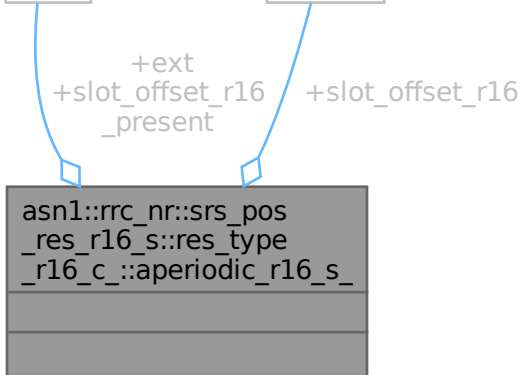 +ext
+slot_offset_r16
_present
+slot_offset_r16
asn1::rrc_nr::srs_pos
_res_r16_s::res_type
_r16_c_::aperiodic_r16_s_